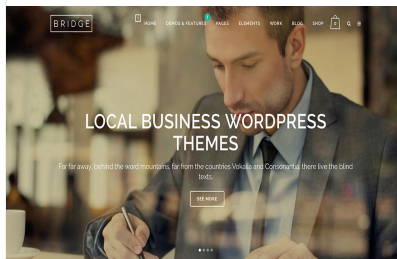 BRIDGE
HOME DEMOS & FEATURES PAGES ELEMENTS WORK BLOG SHOP 0
LOCAL BUSINESS WORDPRESS
THEMES
Far far away, behind the word mountains, far from the countries Vokalia and Consonantia, there live the blind
texts.
SEE MORE